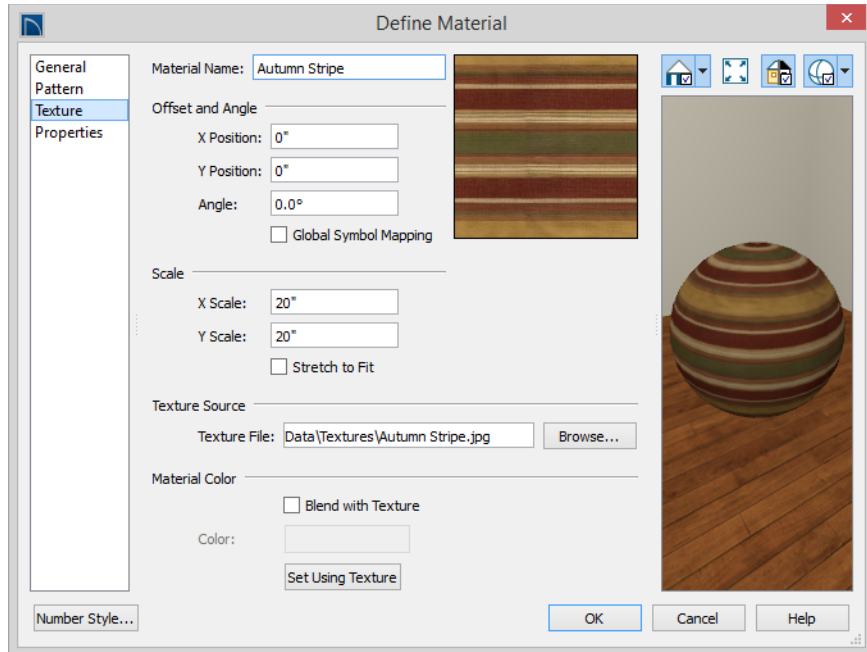 Define Material
General
Pattern
Texture
Properties
Material Name: Autumn Stripe
Offset and Angle
X Position: 0"
Y Position: 0"
Angle: 0.0°
Global Symbol Mapping
Scale
X Scale: 20"
Y Scale: 20"
Stretch to Fit
Texture Source
Texture File: Data\Textures\Autumn Stripe.jpg Browse...
Material Color
Blend with Texture
Color:
Set Using Texture
Number Style... OK Cancel Help